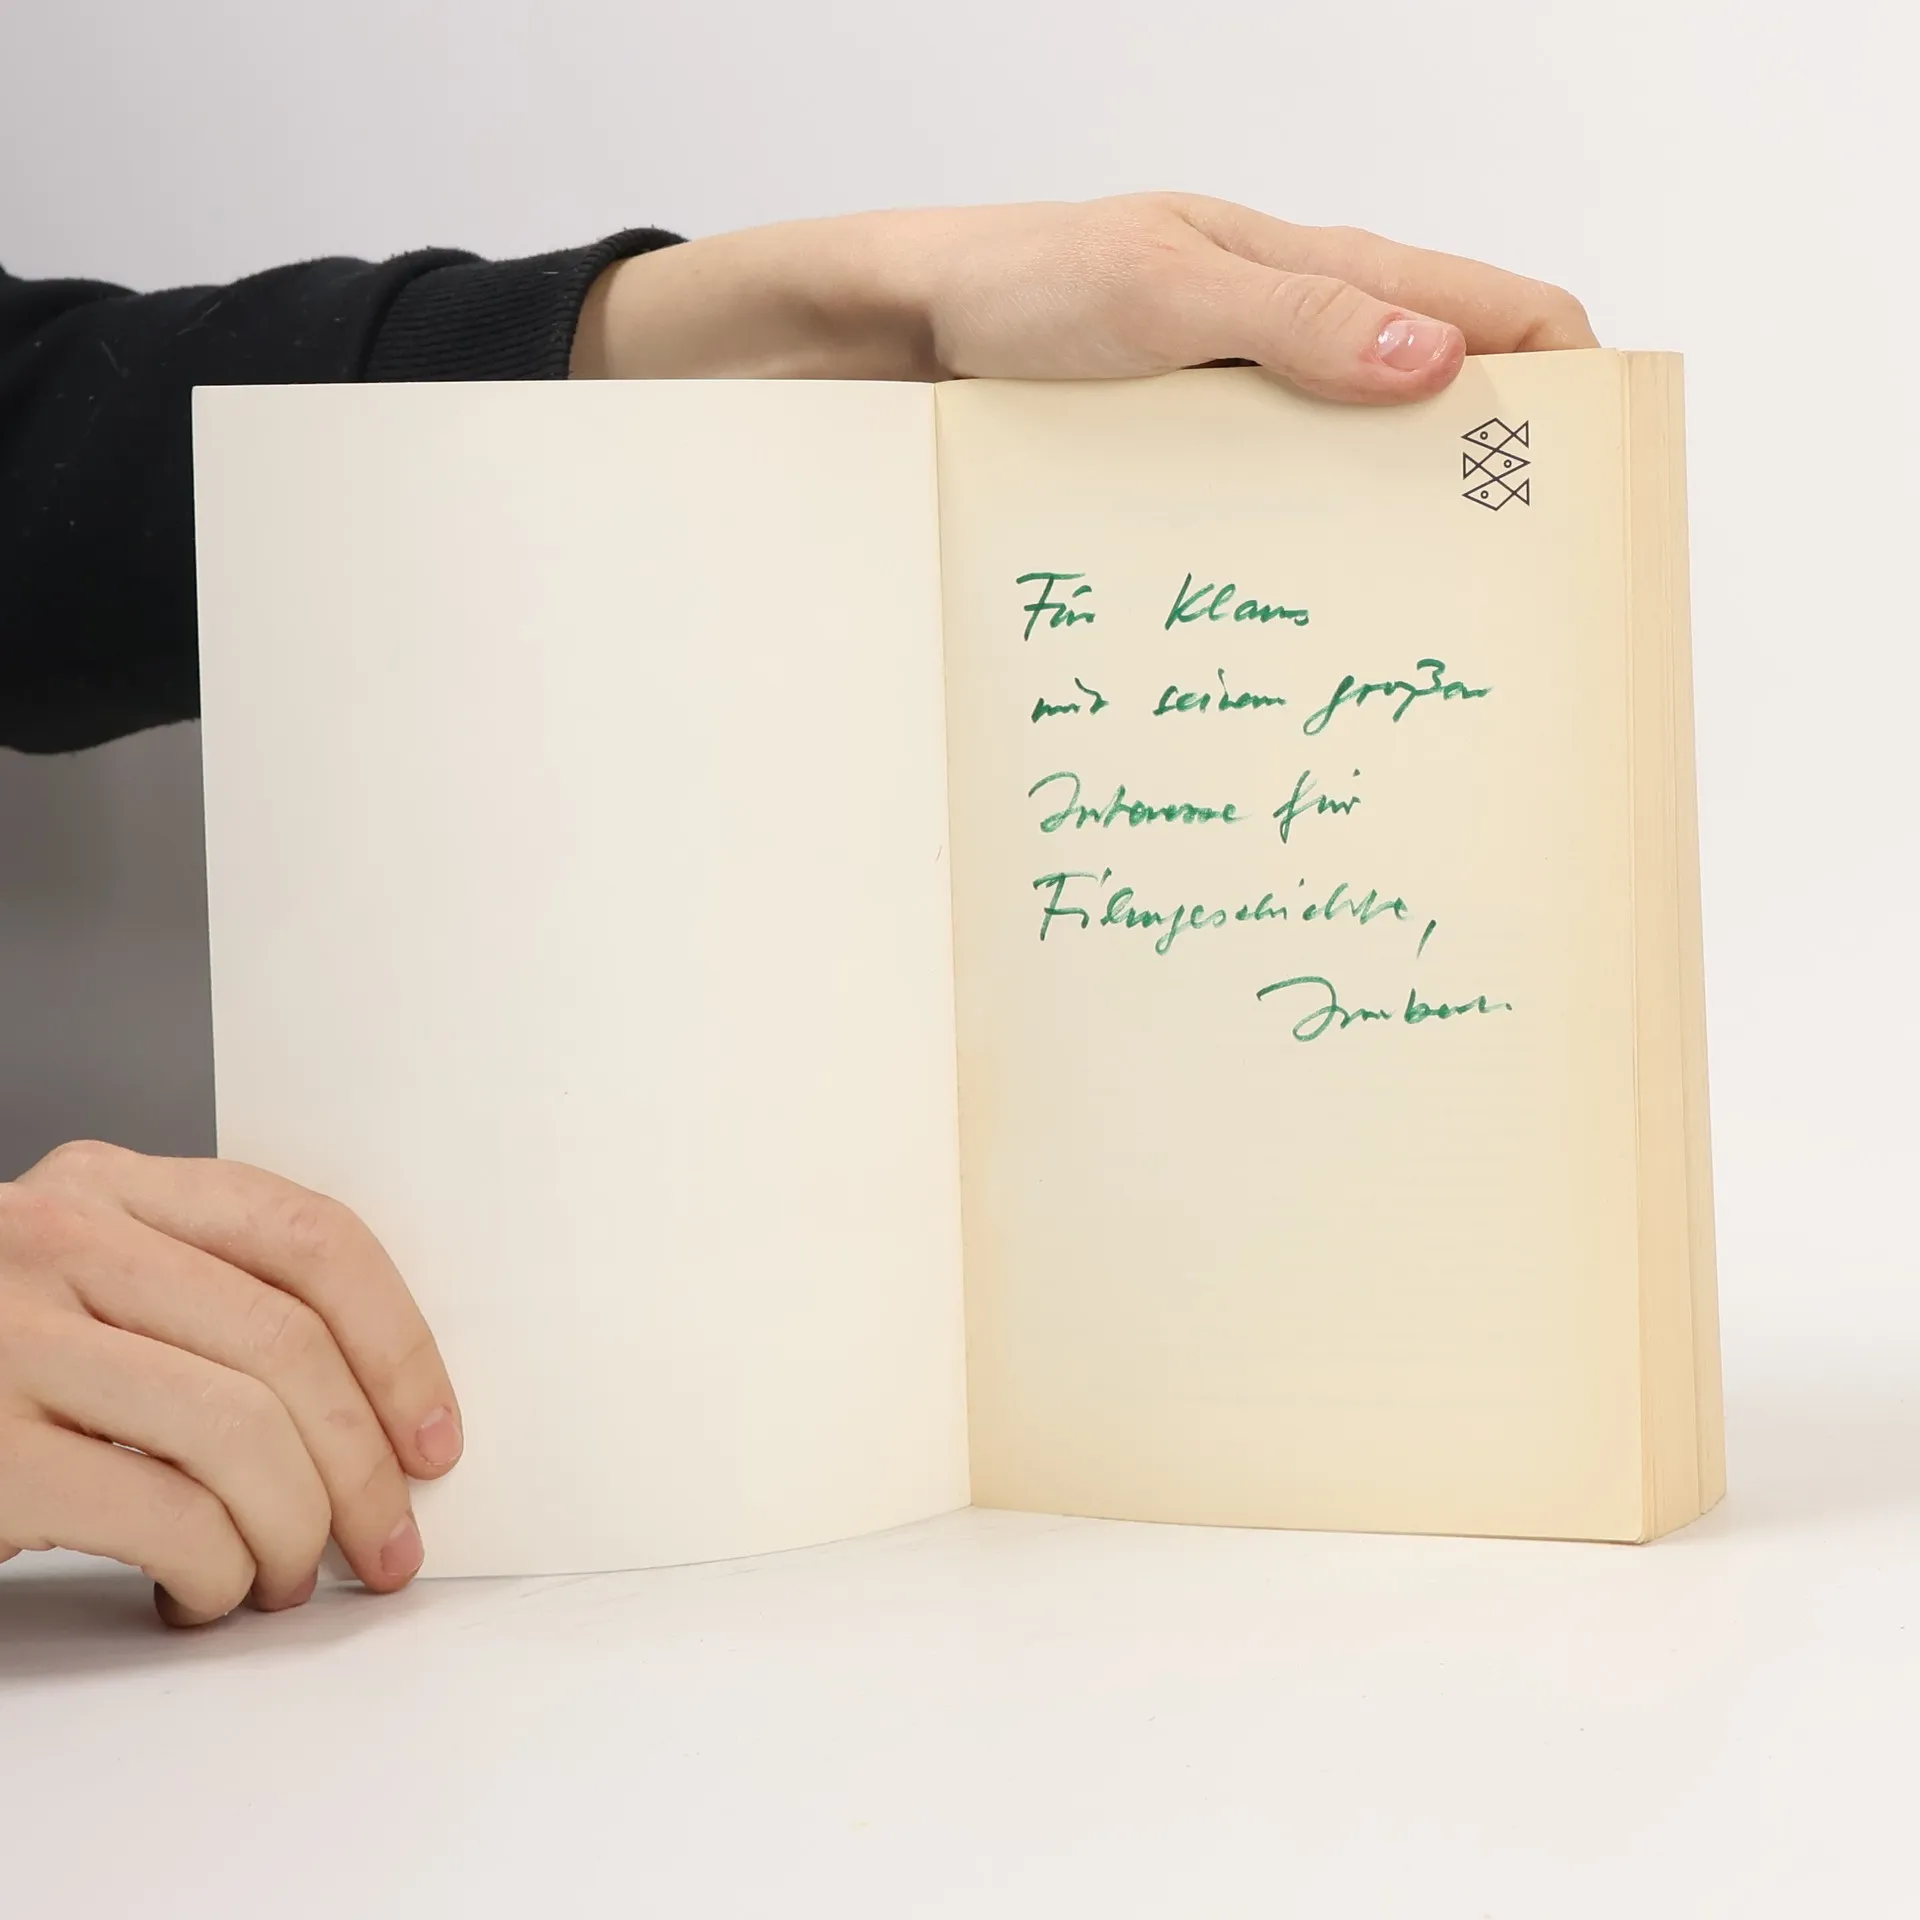 Für Klaus
mit seinem großen
Interesse für
Filmgeschichte,